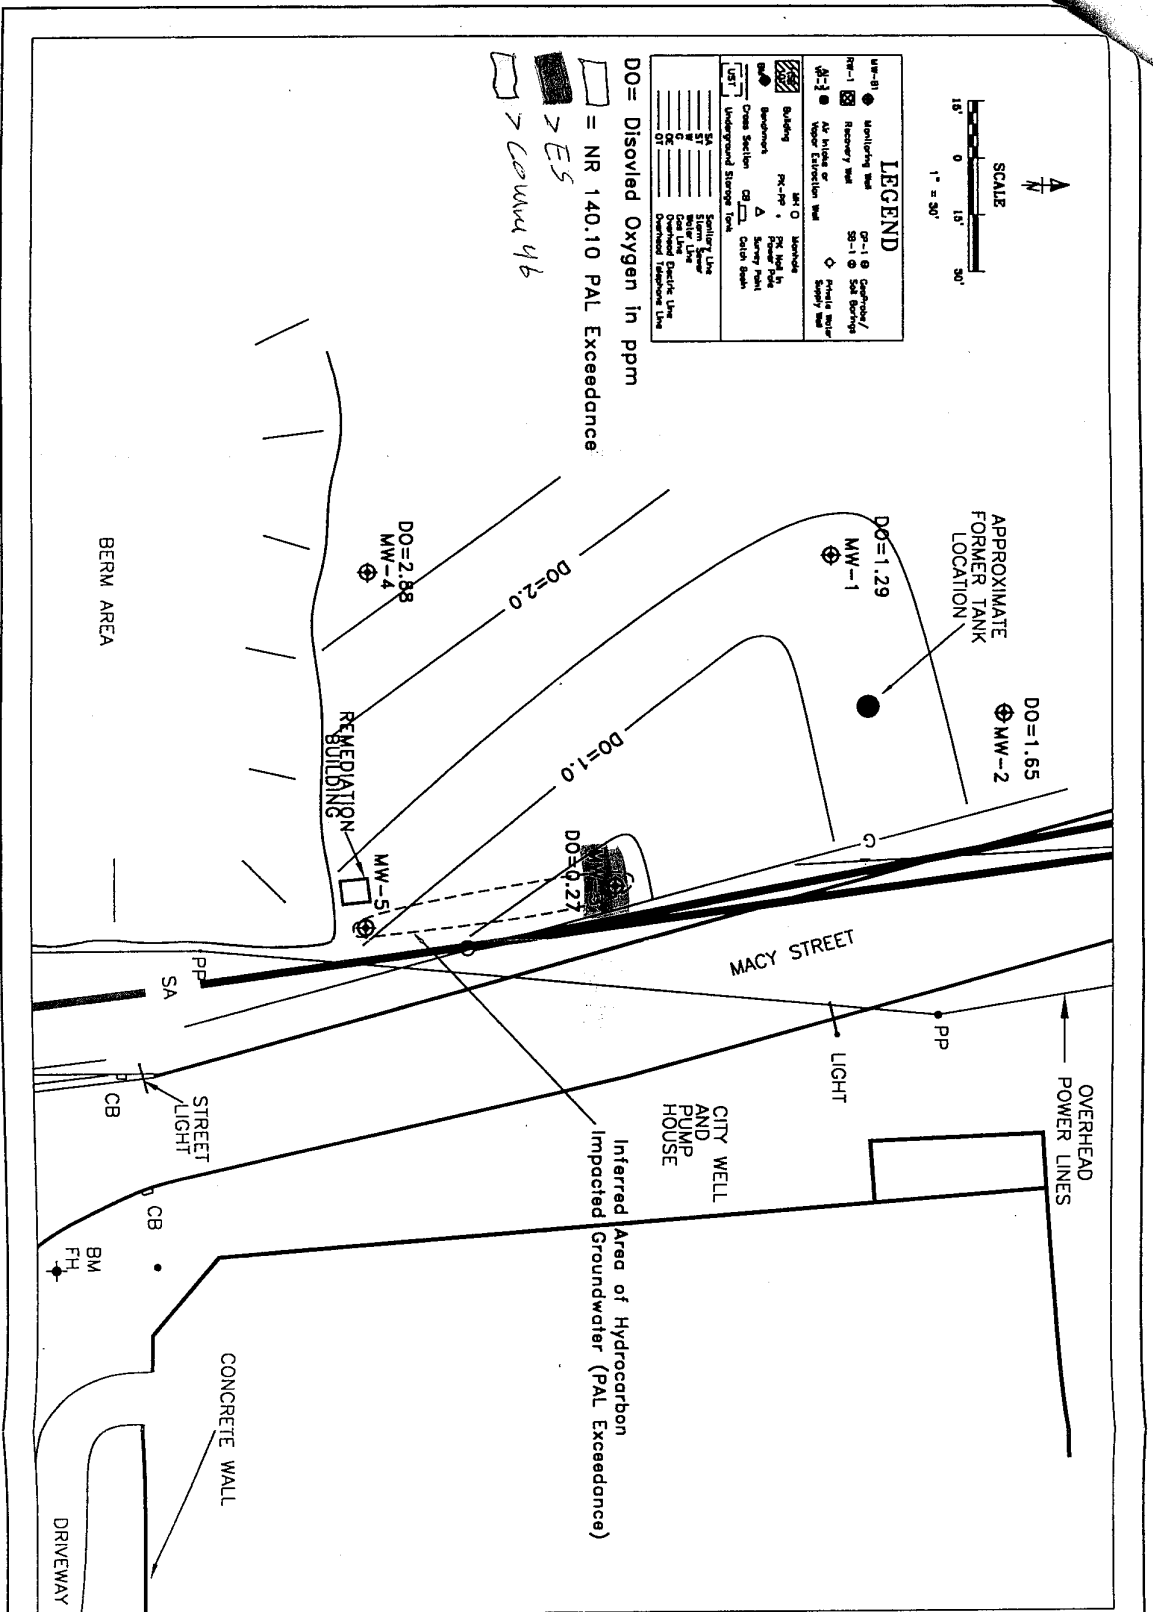 SCALE
15' 0 15' 30'
1" = 30'
N
LEGEND
MW-81 Monitoring Well
RW-1 Recovery Well
Air Intake or
Vapor Extraction Well
GP-1 GeoProbe/
SB-1 Soil Borings
Private Water
Supply Well
Building
Benchmark
Cross Section
UST Underground Storage Tank
MH Manhole
PK-PP PK Nail in
Power Pole
Survey Point
CB Catch Basin
SA Sanitary Line
ST Storm Sewer
W Water Line
G Gas Line
OE Overhead Electric Line
OT Overhead Telephone Line
DO= Disovled Oxygen in ppm
= NR 140.10 PAL Exceedance
> ES
APPROXIMATE
FORMER TANK
LOCATION
DO=1.65
MW-2
DO=1.29
MW-1
DO=2.88
MW-4
DO=2.0
DO=1.0
DO=0.27
G
BERM AREA
REMEDIATION
BUILDING
MW-5
MACY STREET
PP
SA
PP
LIGHT
OVERHEAD
POWER LINES
CITY WELL
AND
PUMP
HOUSE
Inferred Area of Hydrocarbon
Impacted Groundwater (PAL Exceedance)
STREET
LIGHT
CB
CB
BM
FH
CONCRETE WALL
DRIVEWAY